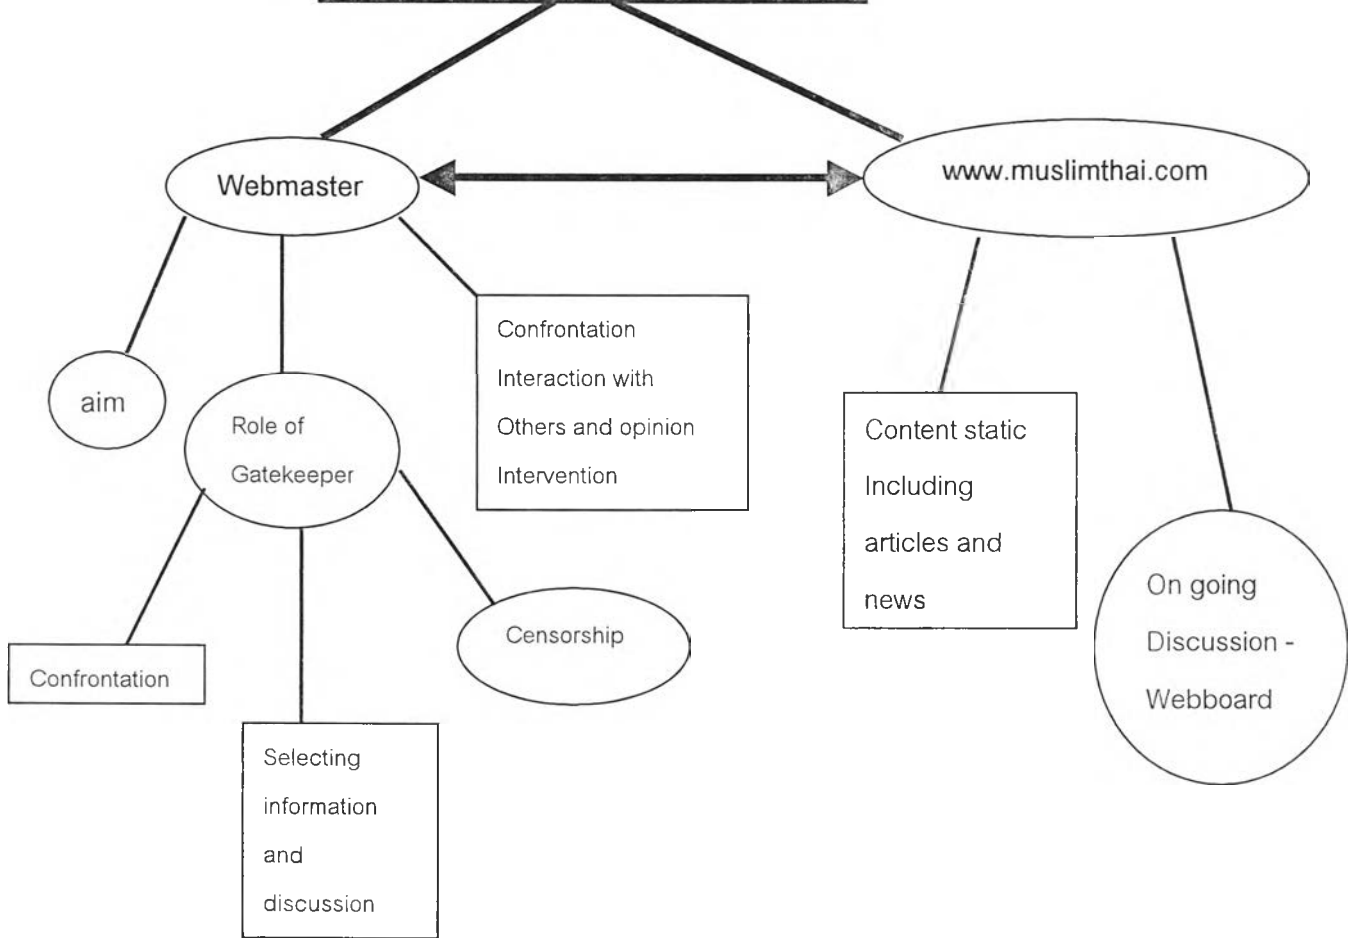 Webmaster
www.muslimthai.com
Confrontation
Interaction with
Others and opinion
Intervention
aim
Role of
Gatekeeper
Content static
Including
articles and
news
On going
Discussion -
Webboard
Censorship
Confrontation
Selecting
information
and
discussion